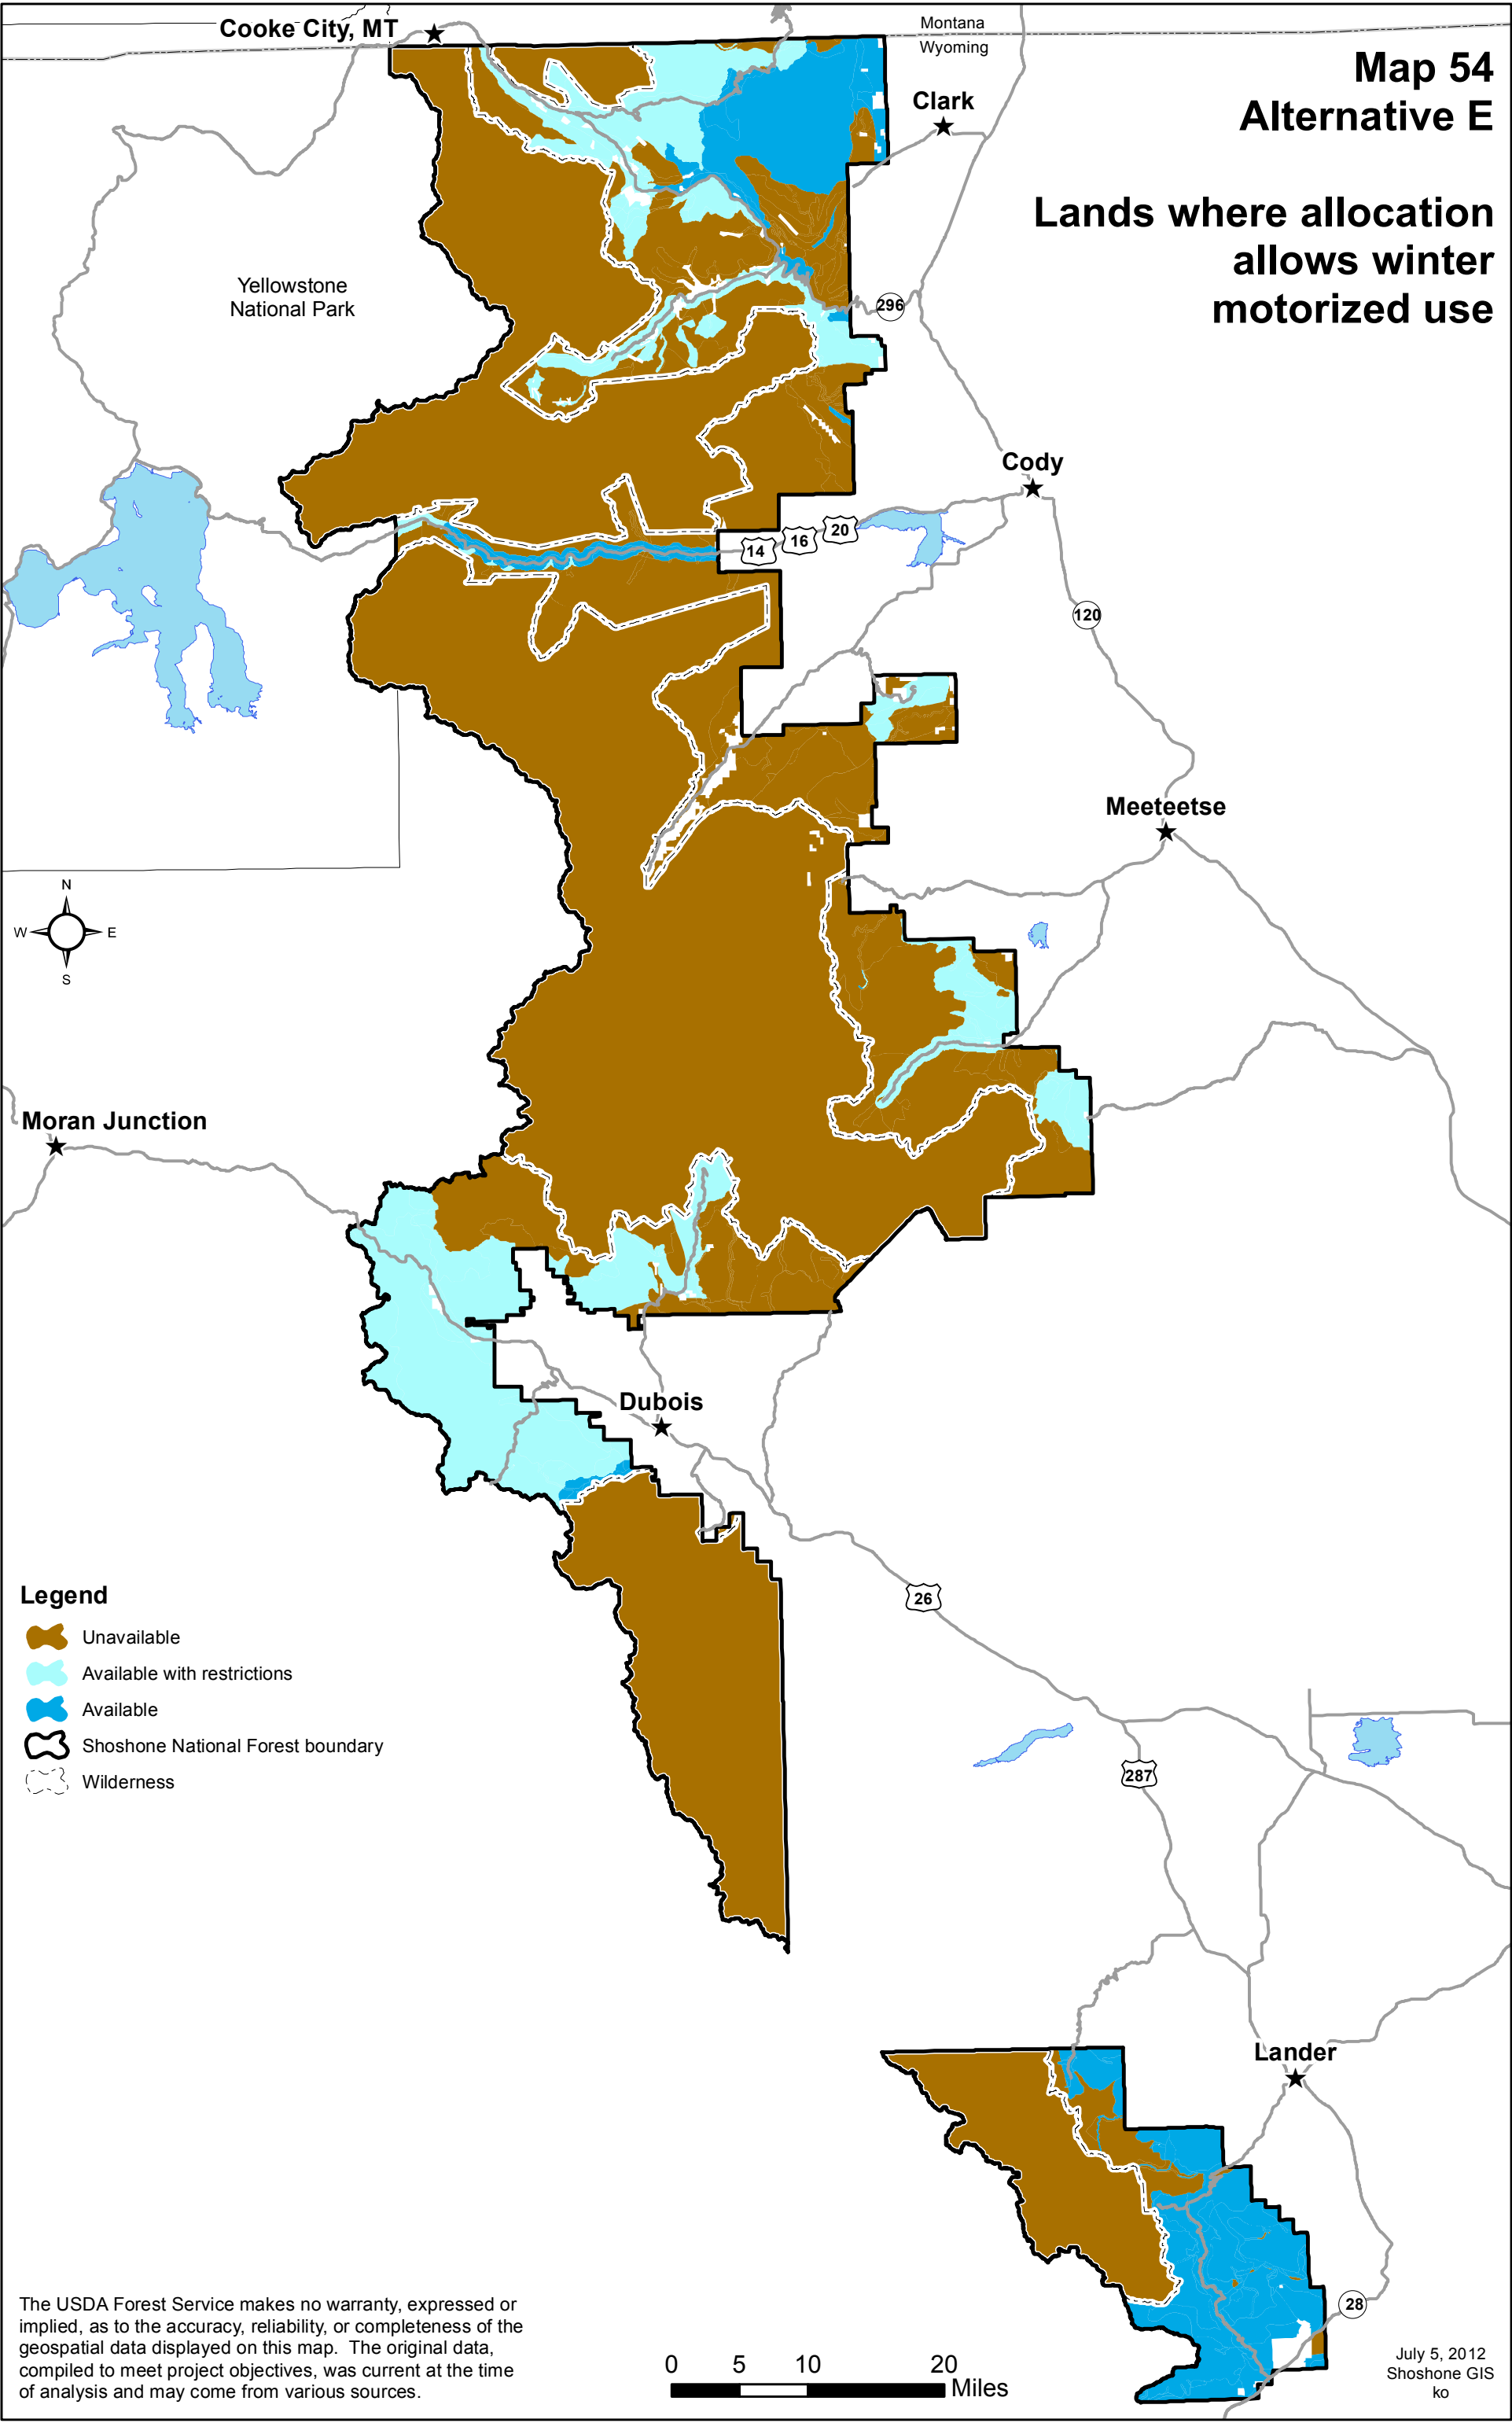 Cooke City, MT
Montana
Wyoming
Map 54
Alternative E
Lands where allocation
allows winter
motorized use
Clark
Yellowstone
National Park
296
Cody
14
16
20
120
Meeteetse
N
W
E
S
Moran Junction
Dubois
26
Legend
Unavailable
Available with restrictions
Available
Shoshone National Forest boundary
Wilderness
287
Lander
28
The USDA Forest Service makes no warranty, expressed or
implied, as to the accuracy, reliability, or completeness of the
geospatial data displayed on this map.  The original data,
compiled to meet project objectives, was current at the time
of analysis and may come from various sources.
0 5 10 20
Miles
July 5, 2012
Shoshone GIS
ko